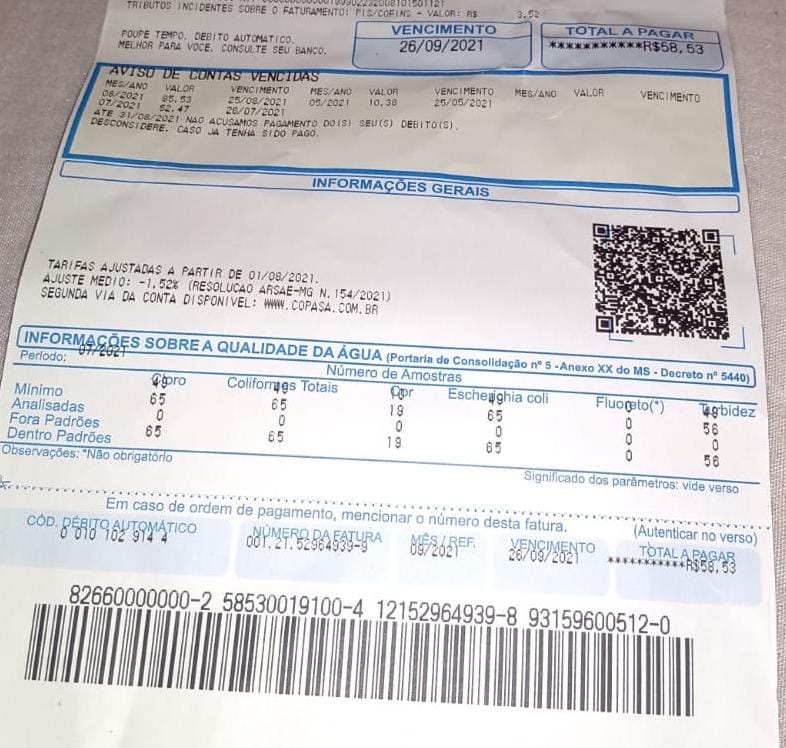 TRIBUTOS INCIDENTES SOBRE O FATURAMENTO: PIS/COFINS - VALOR: R$ 3,52
POUPE TEMPO. DEBITO AUTOMATICO.
MELHOR PARA VOCE. CONSULTE SEU BANCO.
VENCIMENTO
26/09/2021
TOTAL A PAGAR
***********R$58,53
AVISO DE CONTAS VENCIDAS
MES/ANO VALOR VENCIMENTO MES/ANO VALOR VENCIMENTO MES/ANO VALOR VENCIMENTO
08/2021 85,53 25/08/2021 05/2021 10,38 25/05/2021
07/2021 52,47 26/07/2021
ATE 31/08/2021 NAO ACUSAMOS PAGAMENTO DO(S) SEU(S) DEBITO(S).
DESCONSIDERE, CASO JA TENHA SIDO PAGO.
INFORMAÇÕES GERAIS
TARIFAS AJUSTADAS A PARTIR DE 01/08/2021.
AJUSTE MEDIO: -1,52% (RESOLUCAO ARSAE-MG N.154/2021)
SEGUNDA VIA DA CONTA DISPONIVEL: WWW.COPASA.COM.BR
INFORMAÇÕES SOBRE A QUALIDADE DA ÁGUA (Portaria de Consolidação nº 5 - Anexo XX do MS - Decreto nº 5440)
Período: 07/2021
Número de Amostras
Cloro Coliformes Totais Cor Escherighia coli Fluoreto(*) Turbidez
Mínimo 49 49 10 49 0 49
Analisadas 65 65 19 65 0 56
Fora Padrões 0 0 0 0 0 0
Dentro Padrões 65 65 19 65 0 56
Observações: *Não obrigatório
Significado dos parâmetros: vide verso
Em caso de ordem de pagamento, mencionar o número desta fatura.
(Autenticar no verso)
CÓD. DÉBITO AUTOMÁTICO
0 010 102 914 4
NÚMERO DA FATURA
001.21.52964939-9
MÊS / REF.
09/2021
VENCIMENTO
26/09/2021
TOTAL A PAGAR
***********R$58,53
82660000000-2 58530019100-4 12152964939-8 93159600512-0